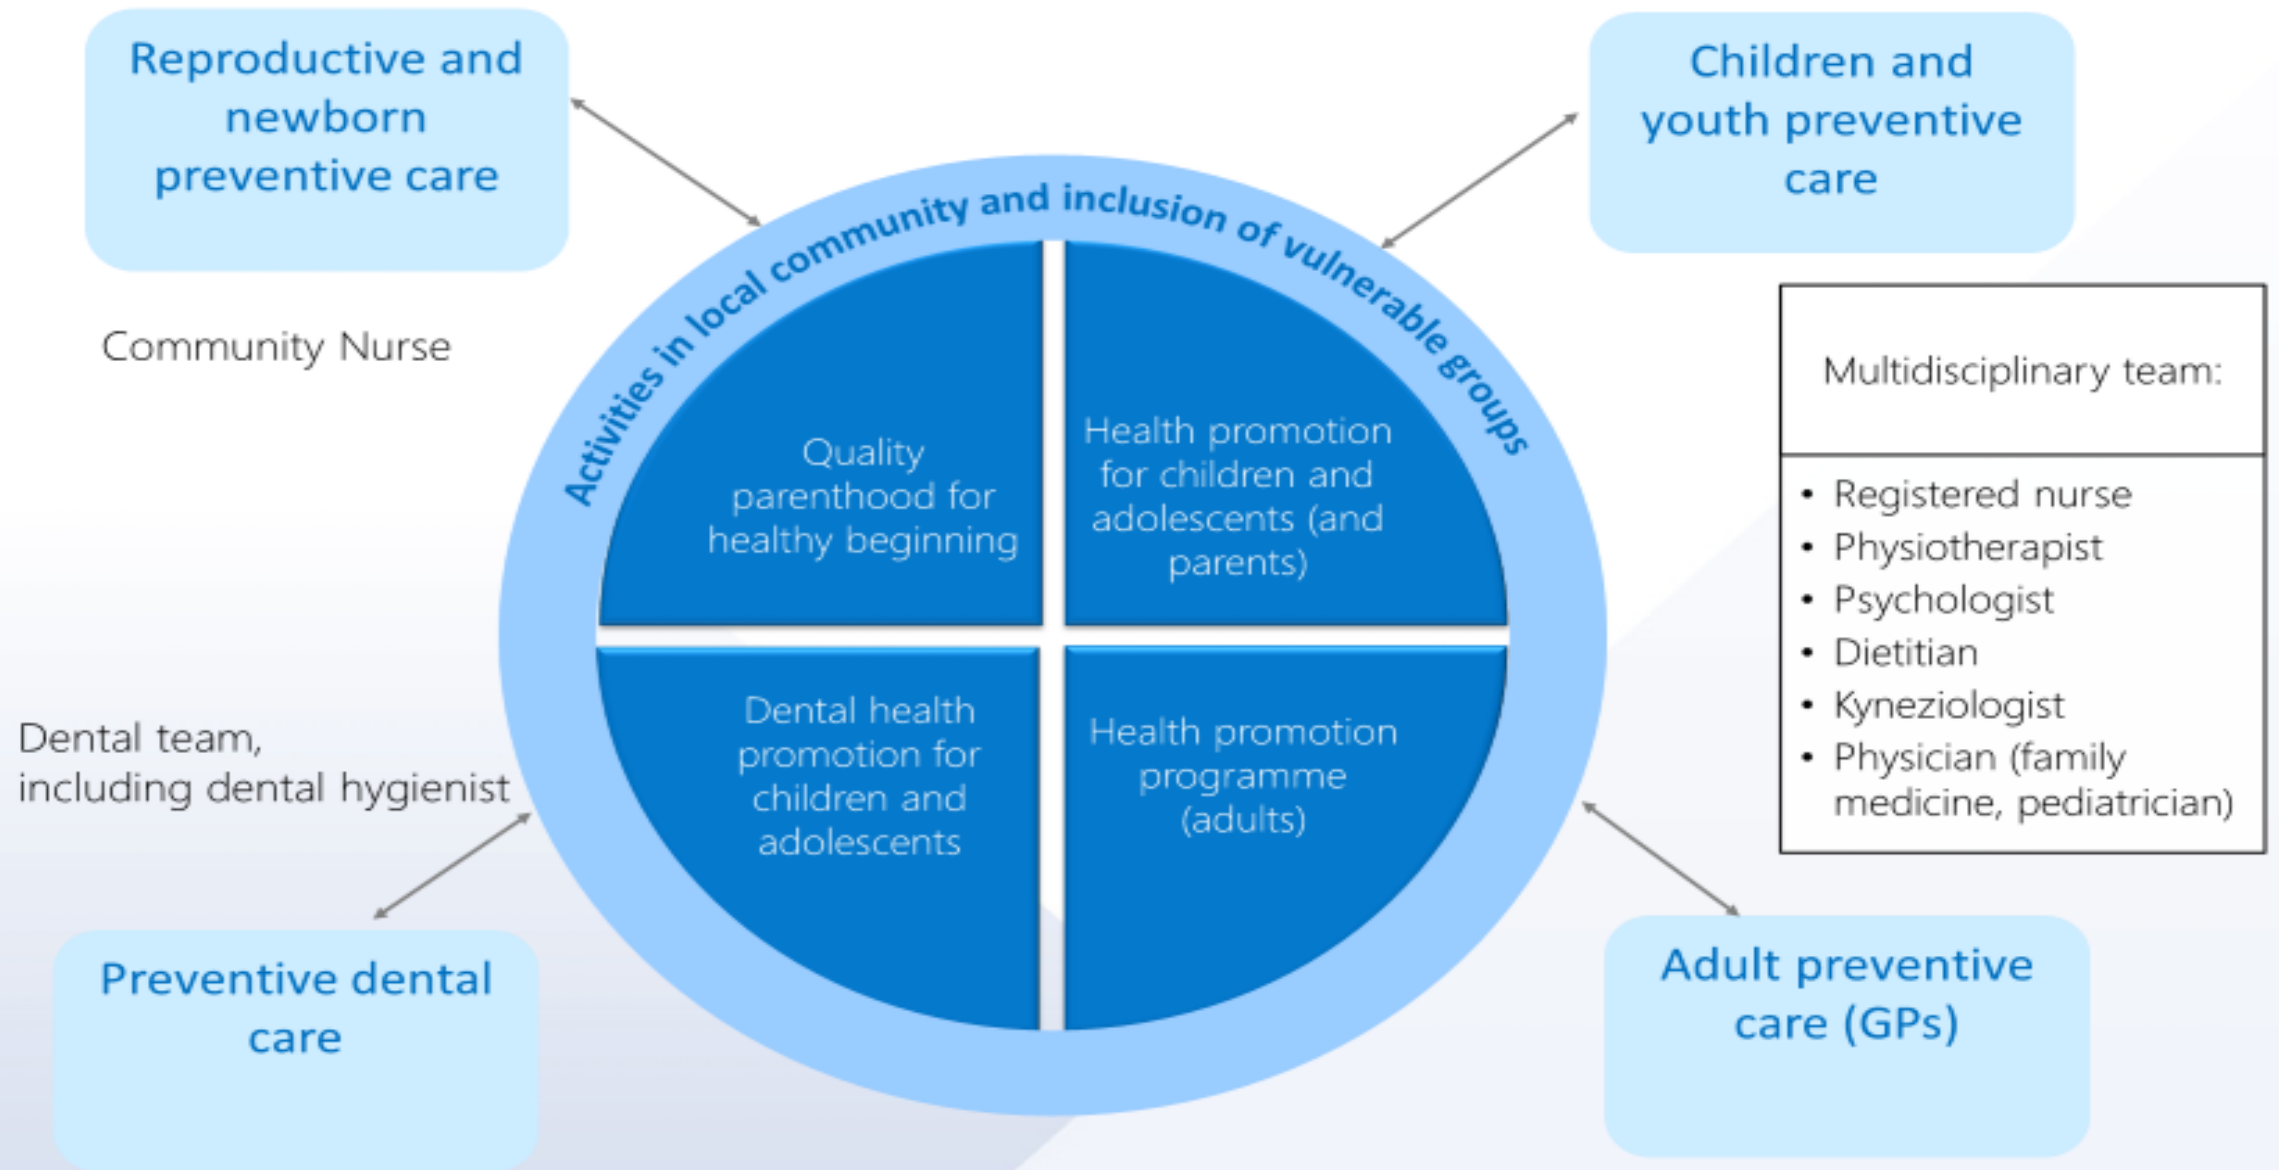 Reproductive and
newborn
preventive care
Children and
youth preventive
care
Activities in local community and inclusion of vulnerable groups
Community Nurse
Multidisciplinary team:
• Registered nurse
• Physiotherapist
• Psychologist
• Dietitian
• Kyneziologist
• Physician (family
medicine, pediatrician)
Quality
parenthood for
healthy beginning
Health promotion
for children and
adolescents (and
parents)
Dental health
promotion for
children and
adolescents
Health promotion
programme
(adults)
Dental team,
including dental hygienist
Preventive dental
care
Adult preventive
care (GPs)